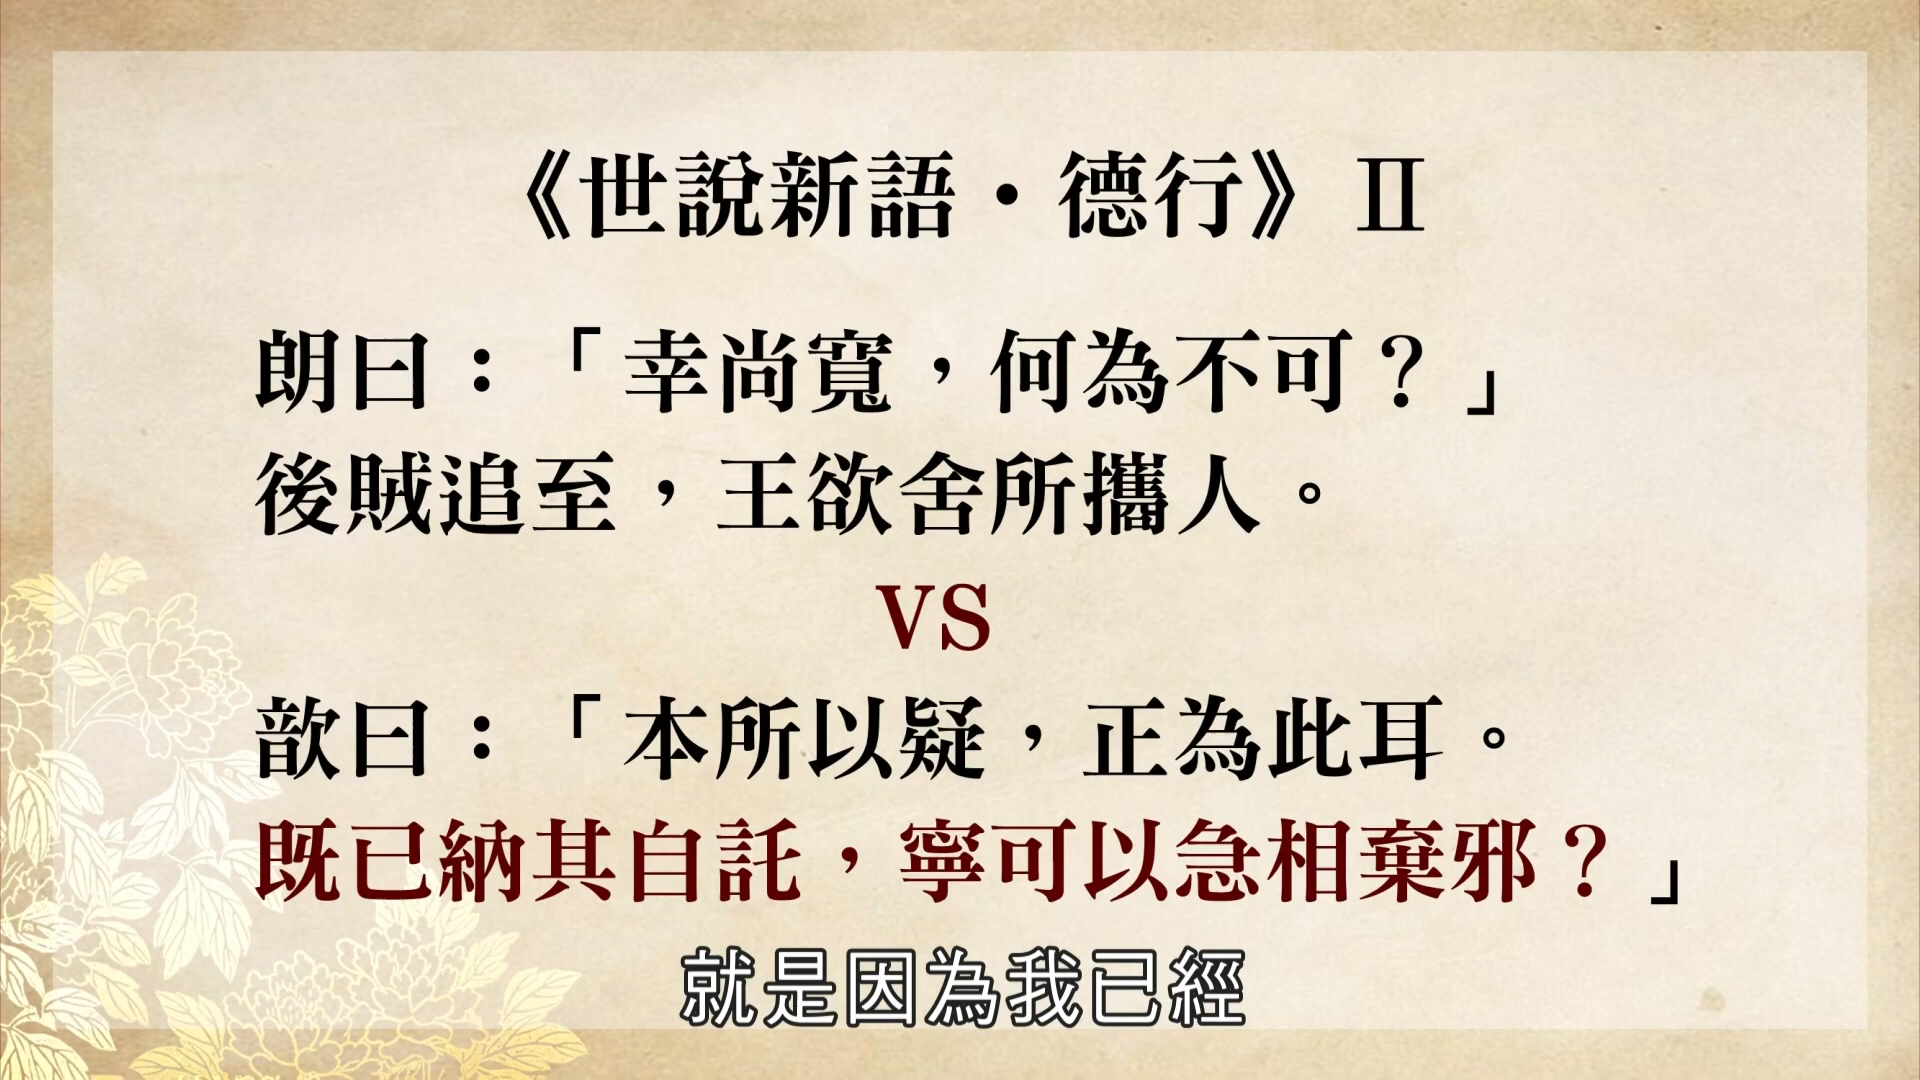 《世說新語・德行》Ⅱ
朗曰：「幸尚寬，何為不可？」
後賊追至，王欲舍所攜人。
VS
歆曰：「本所以疑，正為此耳。
既已納其自託，寧可以急相棄邪？」
就是因為我已經